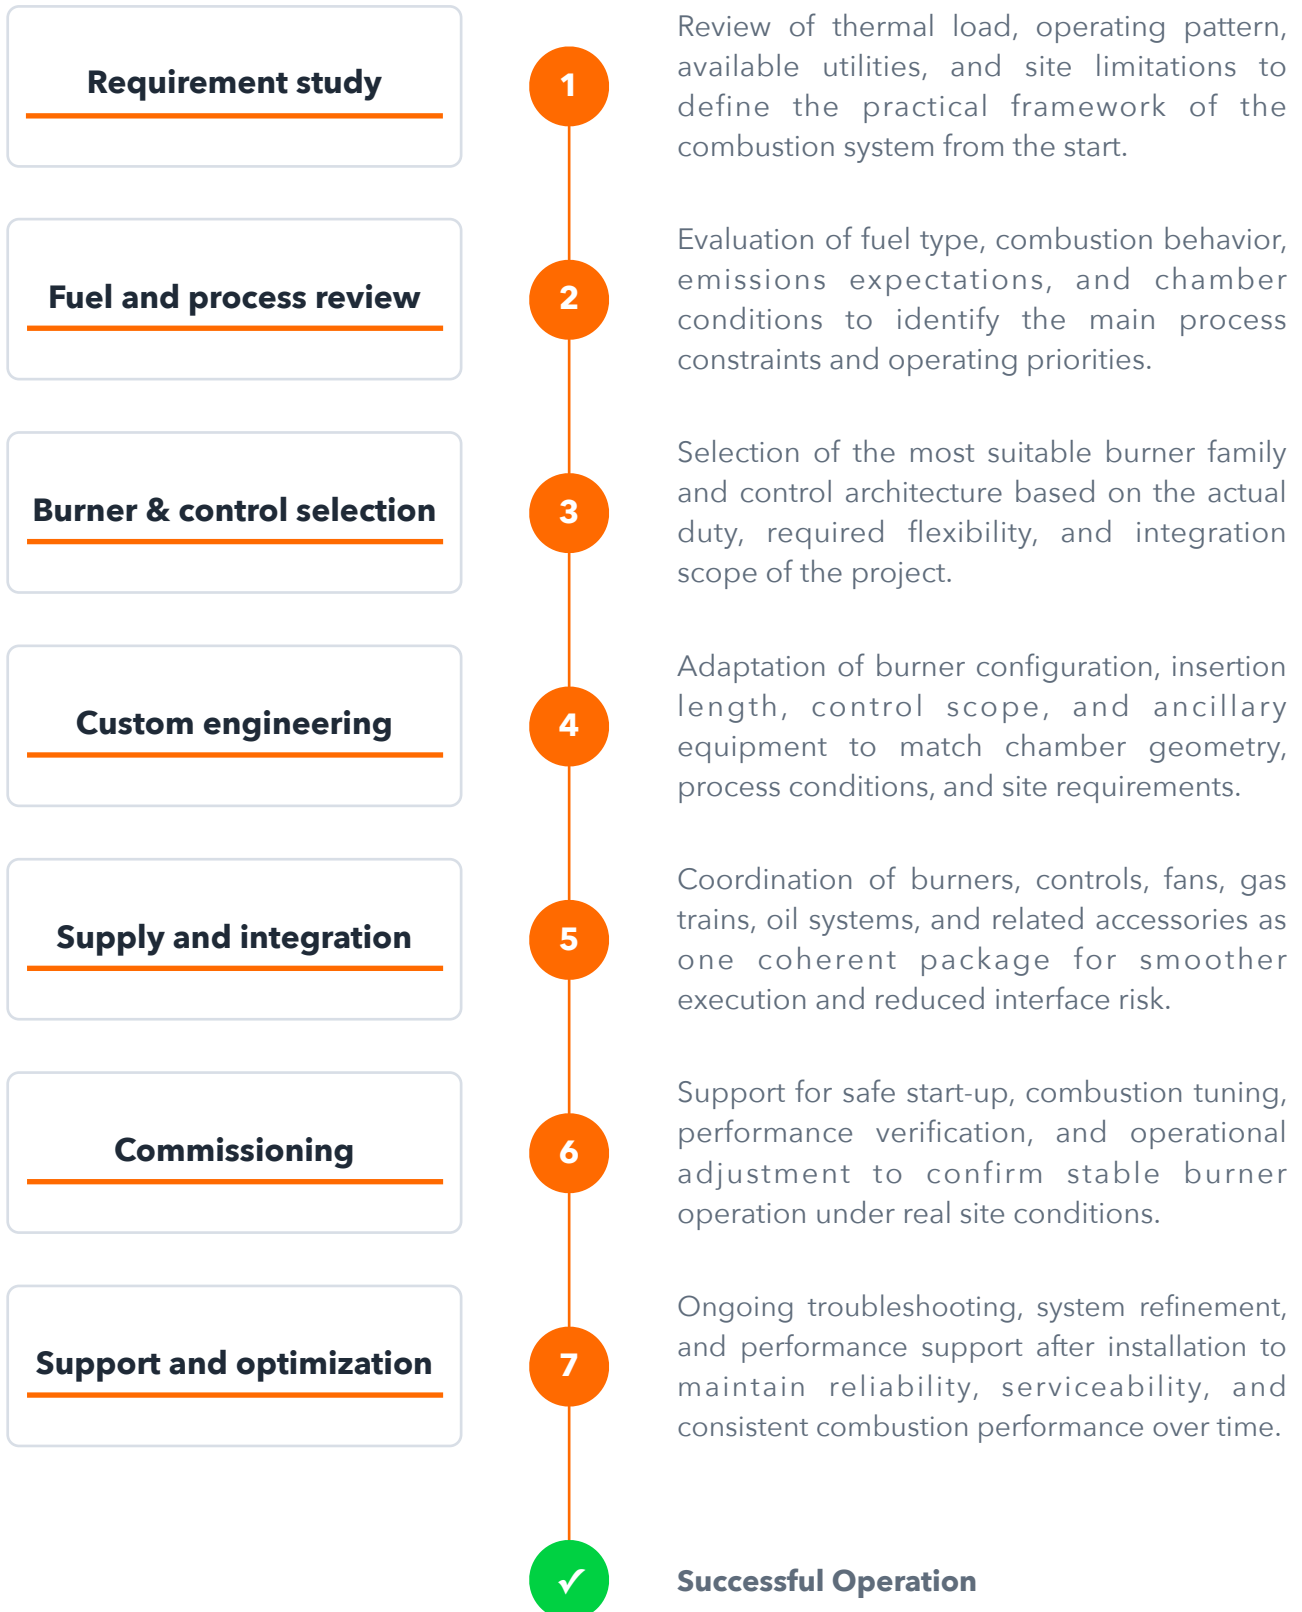 Requirement study
1
Review of thermal load, operating pattern,
available utilities, and site limitations to
define the practical framework of the
combustion system from the start.
Fuel and process review
2
Evaluation of fuel type, combustion behavior,
emissions expectations, and chamber
conditions to identify the main process
constraints and operating priorities.
Burner & control selection
3
Selection of the most suitable burner family
and control architecture based on the actual
duty, required flexibility, and integration
scope of the project.
Custom engineering
4
Adaptation of burner configuration, insertion
length, control scope, and ancillary
equipment to match chamber geometry,
process conditions, and site requirements.
Supply and integration
5
Coordination of burners, controls, fans, gas
trains, oil systems, and related accessories as
one coherent package for smoother
execution and reduced interface risk.
Commissioning
6
Support for safe start-up, combustion tuning,
performance verification, and operational
adjustment to confirm stable burner
operation under real site conditions.
Support and optimization
7
Ongoing troubleshooting, system refinement,
and performance support after installation to
maintain reliability, serviceability, and
consistent combustion performance over time.
✓
Successful Operation